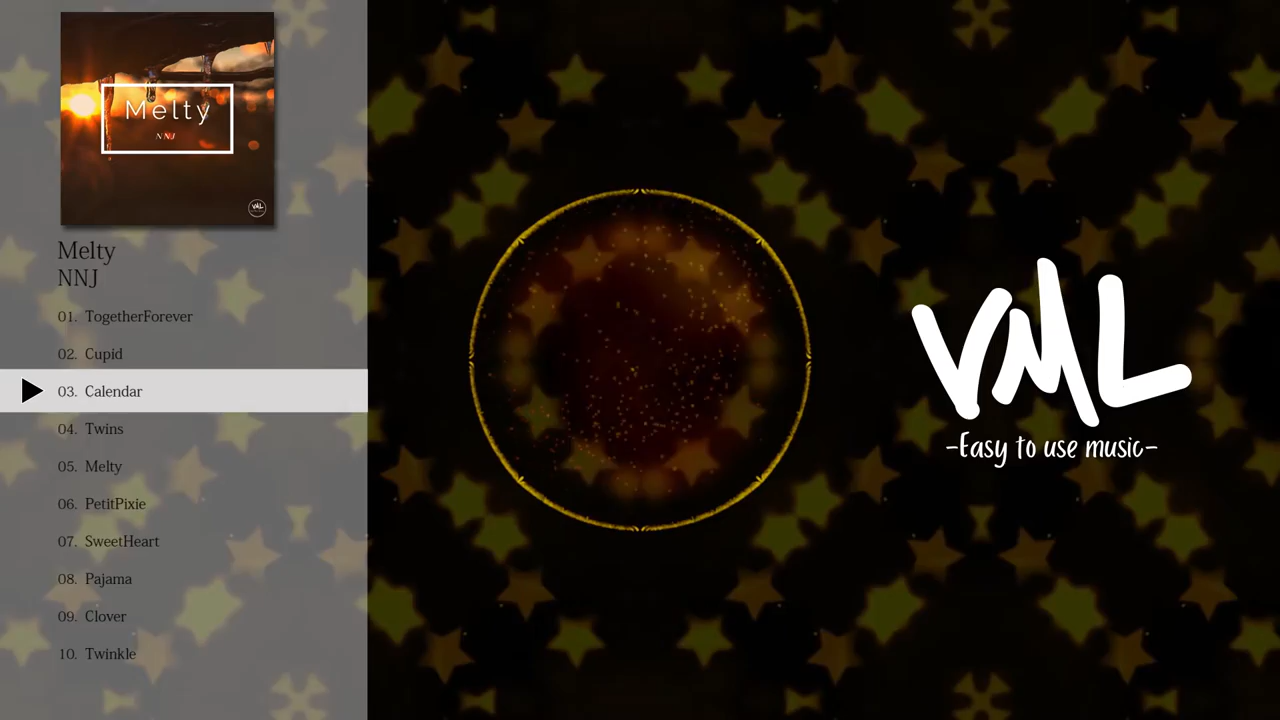 Melty
NNJ
VML
Melty
NNJ
01. TogetherForever
02. Cupid
03. Calendar
04. Twins
05. Melty
06. PetitPixie
07. SweetHeart
08. Pajama
09. Clover
10. Twinkle
VML
-Easy to use music-